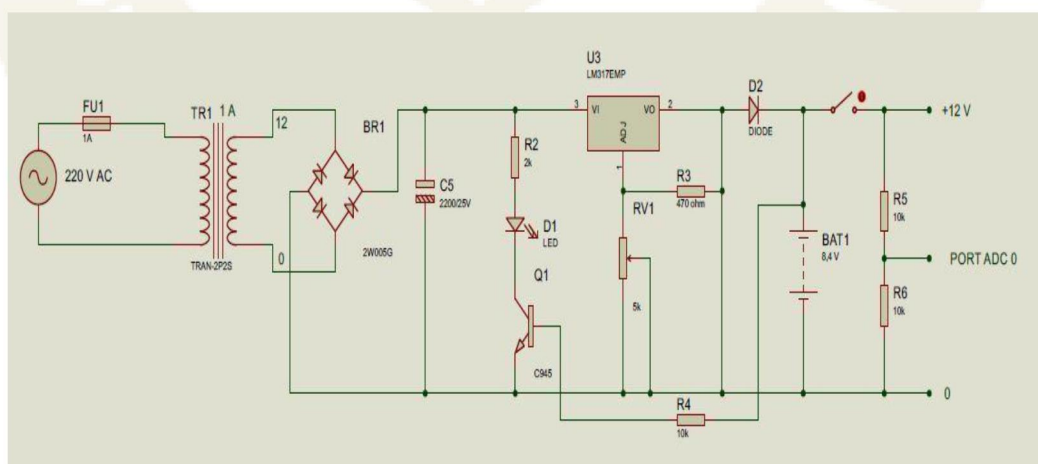 FU1
1A
220 V AC
TR1
1 A
12
0
TRAN-2P2S
BR1
2W005G
C5
2200/25V
R2
2k
D1
LED
Q1
C945
U3
LM317EMP
3
VI
VO
2
ADJ
1
RV1
5k
R3
470 ohm
D2
DIODE
R4
10k
BAT1
8,4 V
R5
10k
R6
10k
+12 V
PORT ADC 0
0